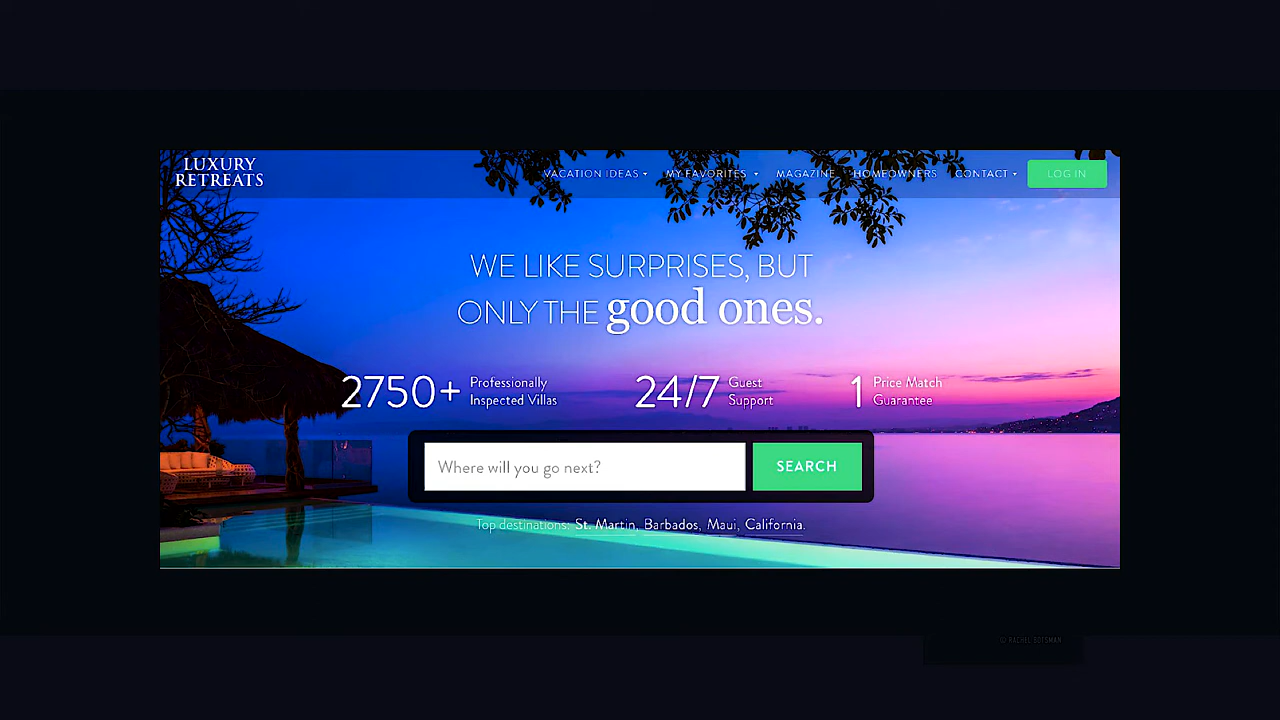 LUXURY
RETREATS
VACATION IDEAS MY FAVORITES MAGAZINE HOMEOWNERS CONTACT LOG IN
WE LIKE SURPRISES, BUT
ONLY THE good ones.
2750+ Professionally
Inspected Villas
24/7 Guest
Support
1 Price Match
Guarantee
Where will you go next?
SEARCH
Top destinations: St. Martin, Barbados, Maui, California.
© RACHEL BOTSMAN